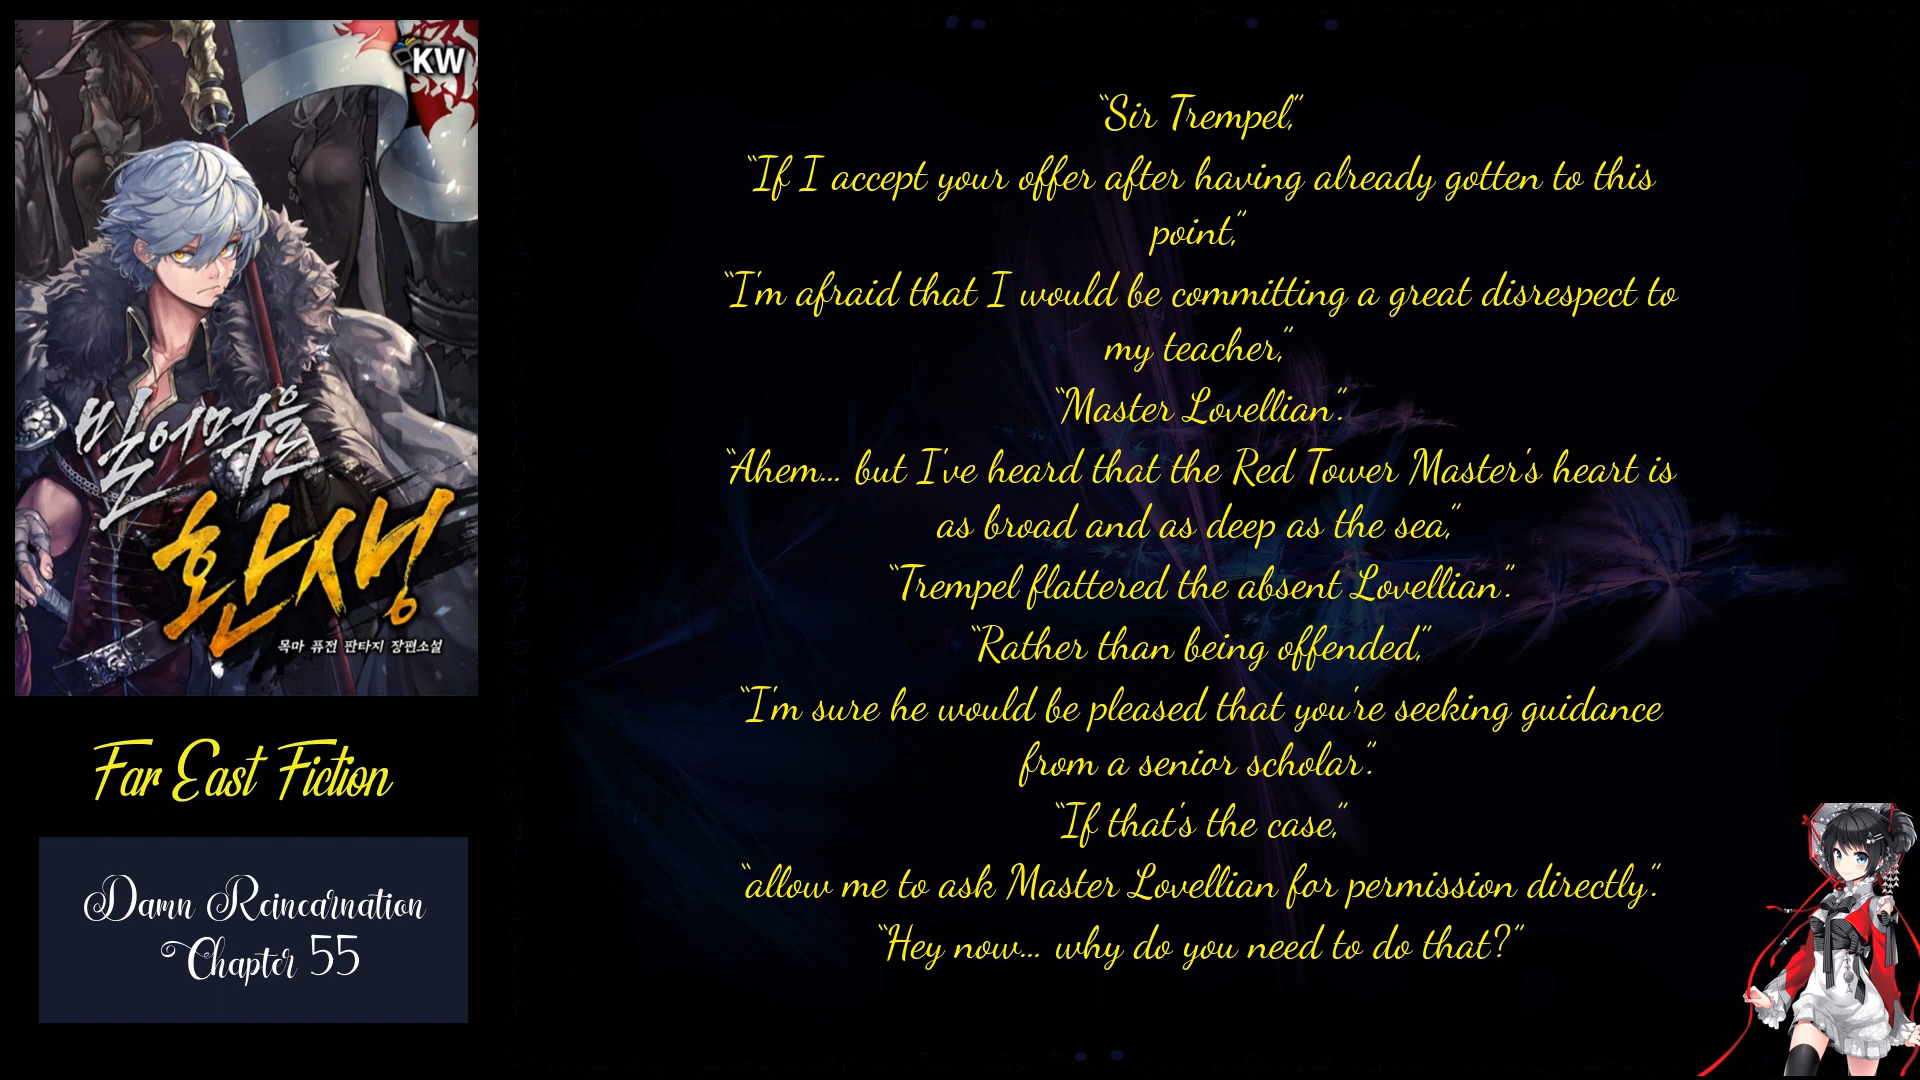 KW
빌어먹을
환생
목마 퓨전 판타지 장편소설
Far East Fiction
Damn Reincarnation
Chapter 55
“Sir Trempel,”
“If I accept your offer after having already gotten to this
point,”
“I'm afraid that I would be committing a great disrespect to
my teacher,”
“Master Lovellian”.
“Ahem... but I've heard that the Red Tower Master's heart is
as broad and as deep as the sea,”
“Trempel flattered the absent Lovellian”.
“Rather than being offended,”
“I'm sure he would be pleased that you're seeking guidance
from a senior scholar”.
“If that's the case,”
“allow me to ask Master Lovellian for permission directly”.
“Hey now... why do you need to do that?”